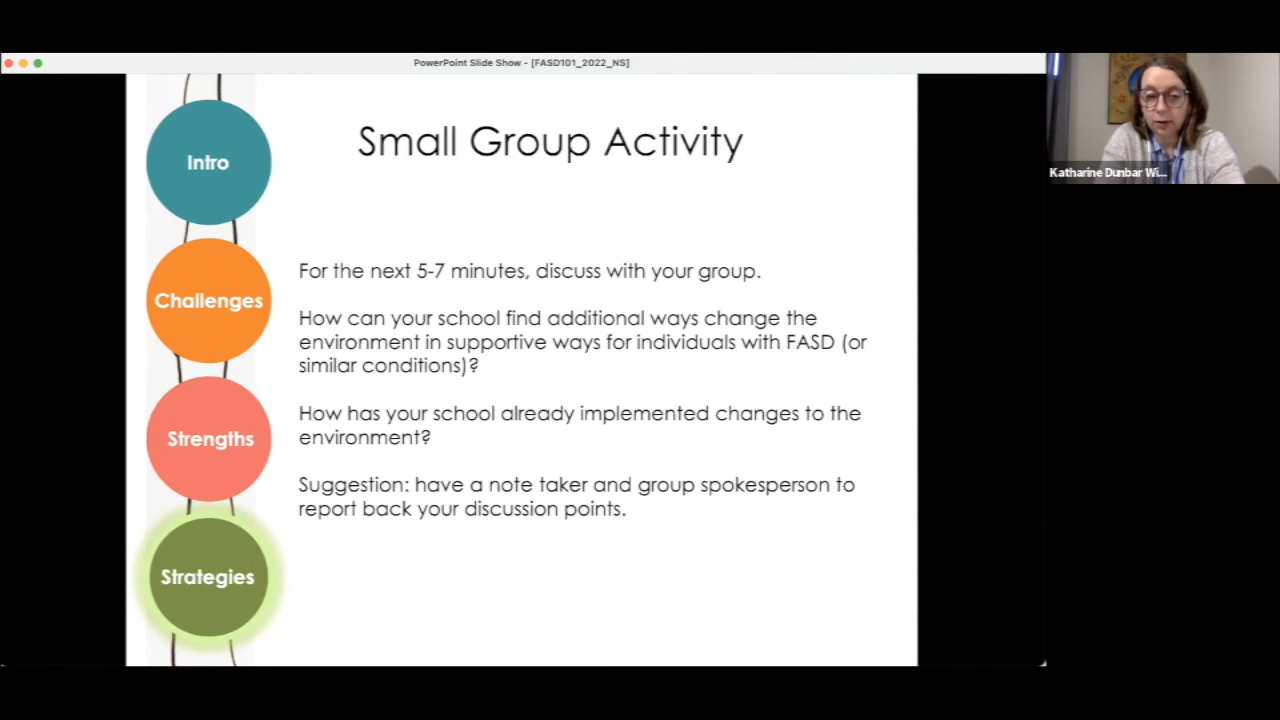 PowerPoint Slide Show - [FASD101_2022_NS]
Small Group Activity
Intro
Challenges
Strengths
Strategies
For the next 5-7 minutes, discuss with your group.
How can your school find additional ways change the
environment in supportive ways for individuals with FASD (or
similar conditions)?
How has your school already implemented changes to the
environment?
Suggestion: have a note taker and group spokesperson to
report back your discussion points.
Katharine Dunbar Wi...